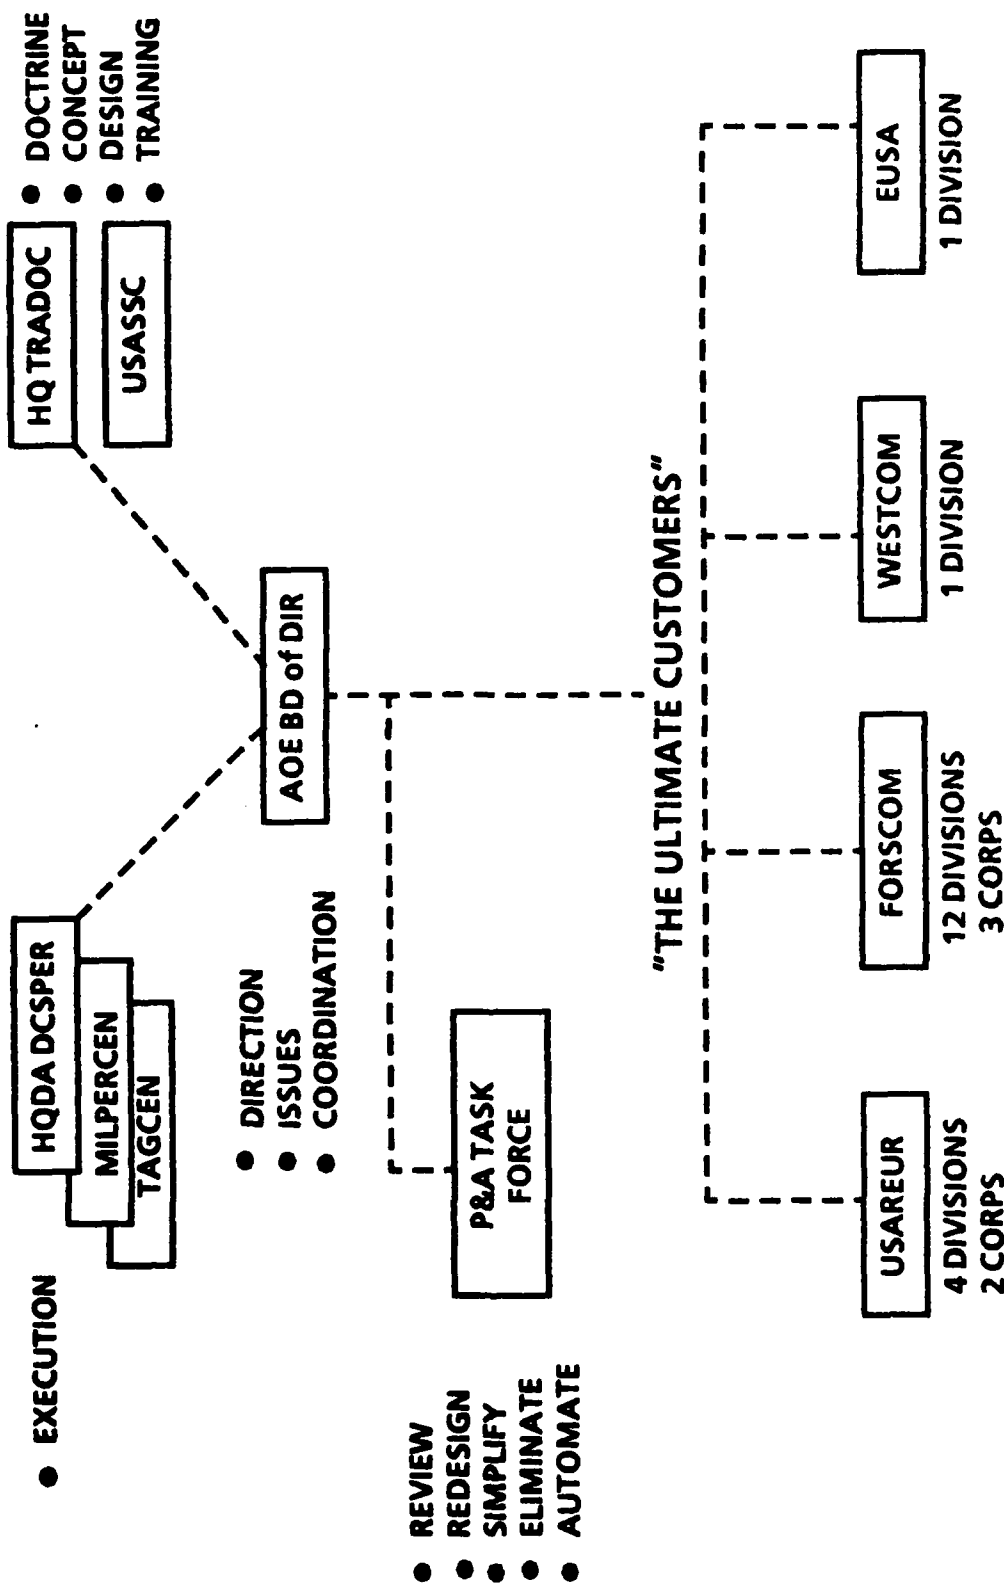 ● EXECUTION
HQDA DCSPER
MILPERCEN
TAGCEN
HQ TRADOC
USASSC
● DOCTRINE
● CONCEPT
● DESIGN
● TRAINING
● DIRECTION
● ISSUES
● COORDINATION
AOE BD of DIR
● REVIEW
● REDESIGN
● SIMPLIFY
● ELIMINATE
● AUTOMATE
P&A TASK
FORCE
"THE ULTIMATE CUSTOMERS"
USAREUR
4 DIVISIONS
2 CORPS
FORSCOM
12 DIVISIONS
3 CORPS
WESTCOM
1 DIVISION
EUSA
1 DIVISION